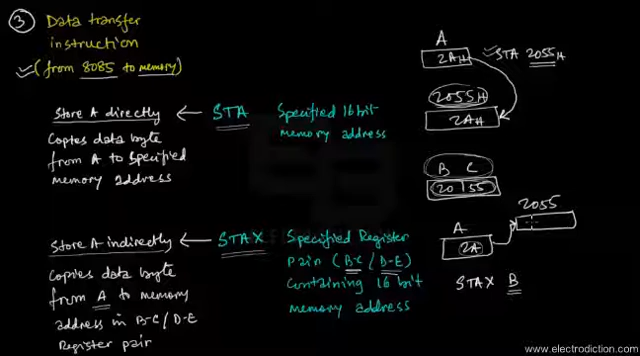 3 Data transfer
instruction
(from 8085 to memory)
Store A directly ← STA Specified 16 bit
memory address
Copies data byte
from A to specified
memory address
Store A indirectly ← STAX Specified Register
pair (B-C / D-E)
containing 16 bit
memory address
Copies data byte
from A to memory
address in B-C/D-E
Register pair
A
2AH
STA 2055H
2055H
2AH
B C
20 55
2055
A
2A
STAX B
www.electrodiction.com